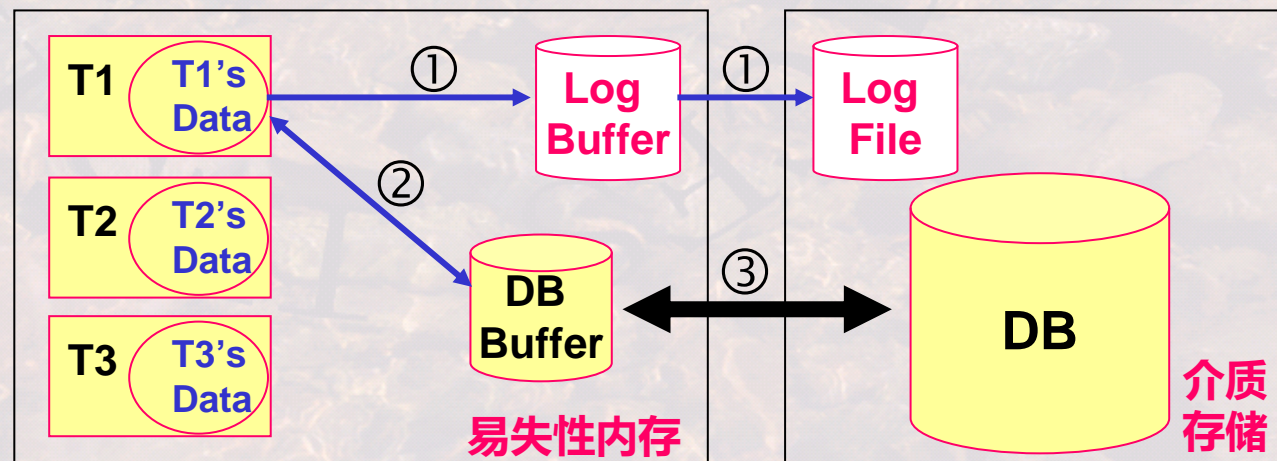 T1
T1’s
Data
①
Log
Buffer
①
Log
File
②
T2
T2’s
Data
DB
Buffer
③
DB
T3
T3’s
Data
易失性内存
介质
存储